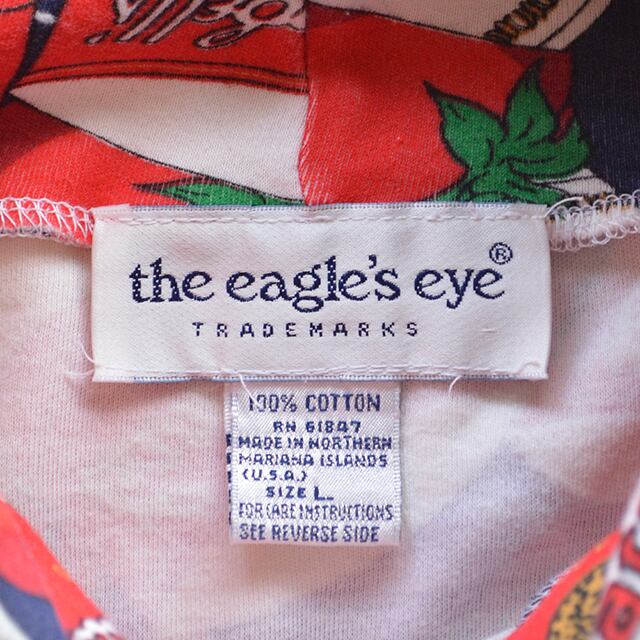 the eagle's eye®
TRADEMARKS
100% COTTON
RN 61847
MADE IN NORTHERN
MARIANA ISLANDS
(U.S.A.)
SIZE L
FOR CARE INSTRUCTIONS
SEE REVERSE SIDE